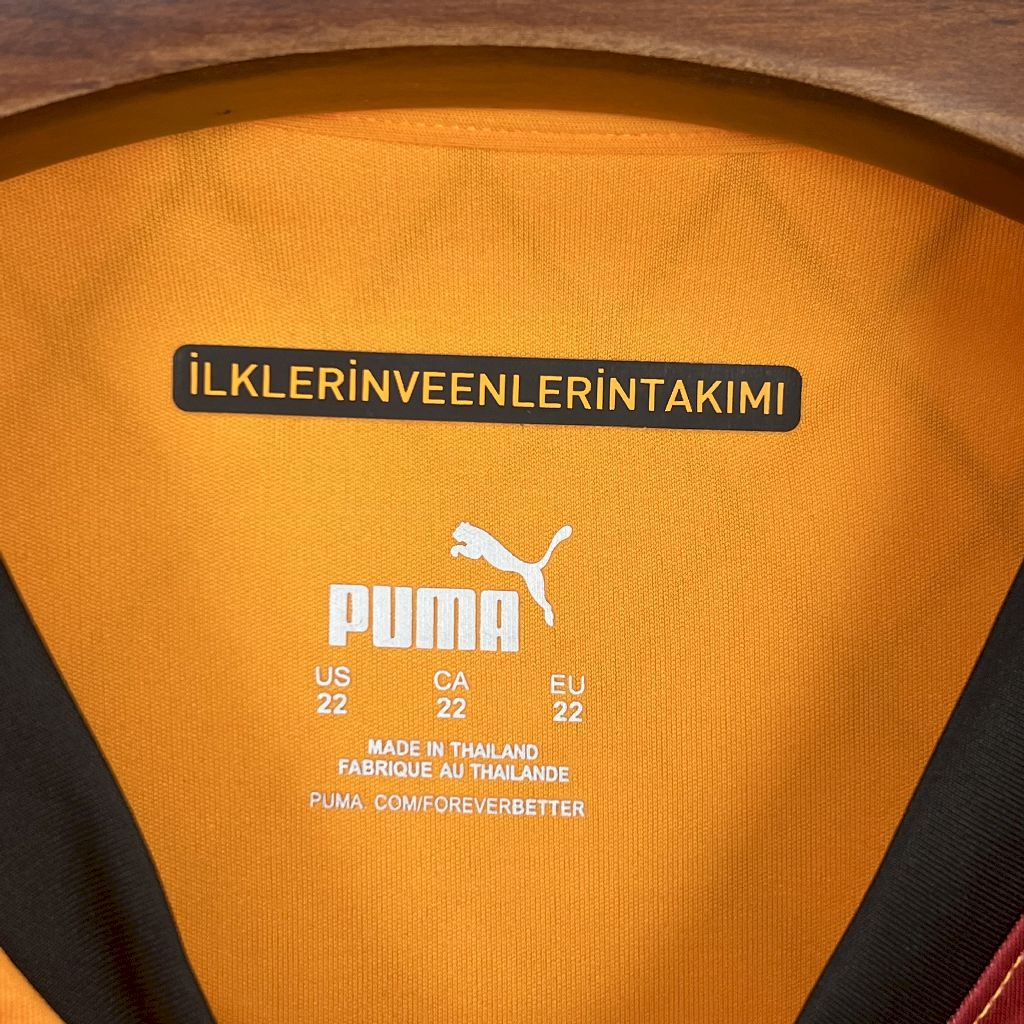 İLKLERİNVEENLERİNTAKIMI
PUMA
US CA EU
22 22 22
MADE IN THAILAND
FABRIQUE AU THAILANDE
PUMA. COM/FOREVERBETTER